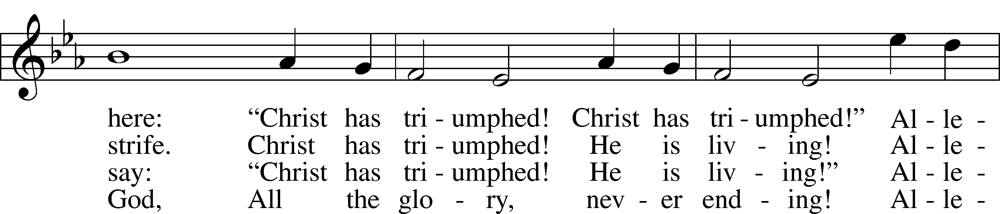 here: “Christ has tri - umphed! Christ has tri - umphed!” Al - le -
strife. Christ has tri - umphed! He is liv - ing! Al - le -
say: “Christ has tri - umphed! He is liv - ing!” Al - le -
God, All the glo - ry, nev - er end - ing! Al - le -